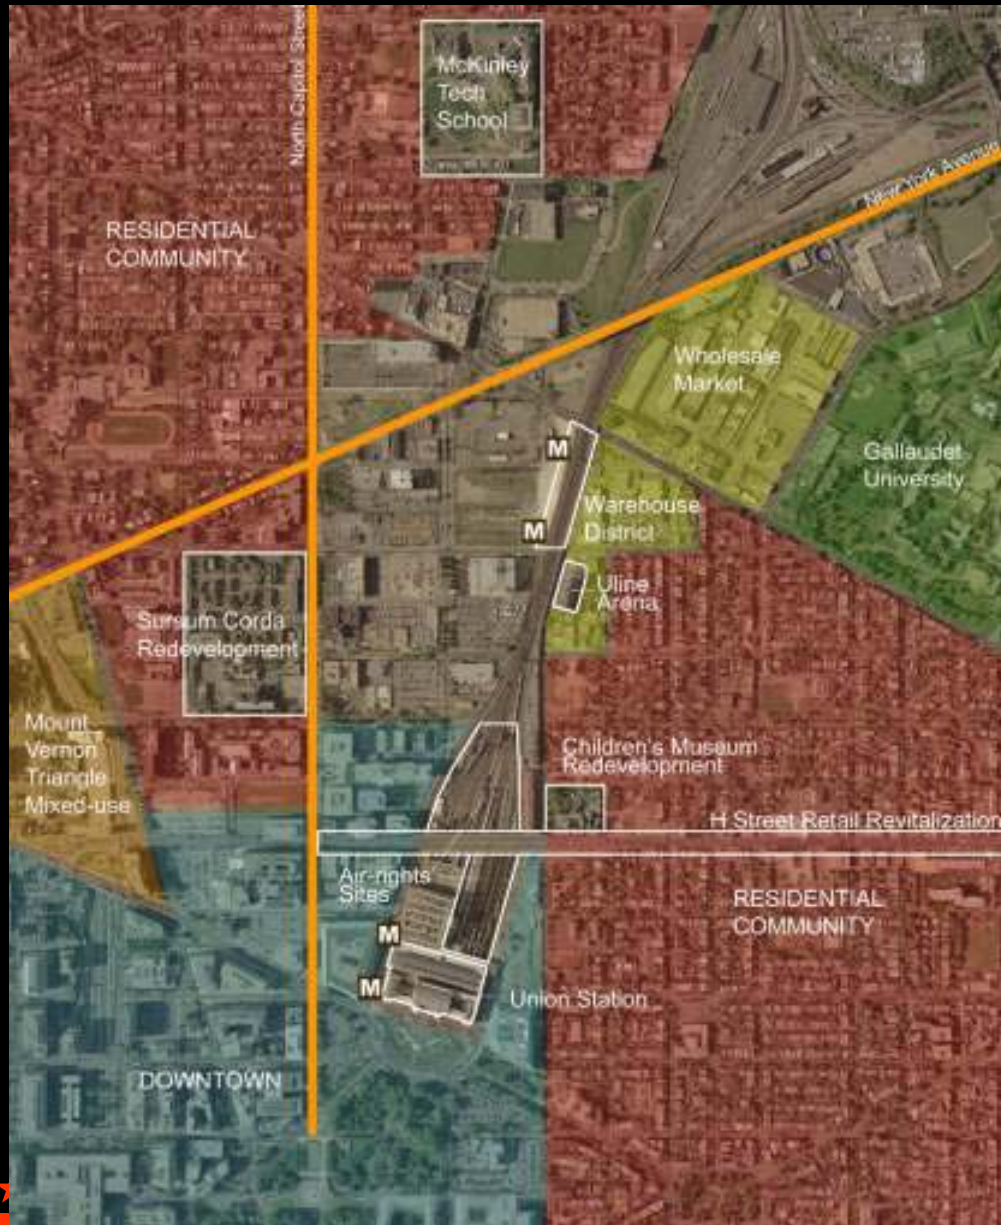 North Capitol Street
McKinley
Tech
School
New York Avenue
RESIDENTIAL
COMMUNITY
Wholesale
Market
Gallaudet
University
M
Warehouse
District
M
Uline
Arena
Sursum Corda
Redevelopment
Mount
Vernon
Triangle
Mixed-use
Children's Museum
Redevelopment
H Street Retail Revitalization
Air-rights
Sites
RESIDENTIAL
COMMUNITY
M
M
Union Station
DOWNTOWN